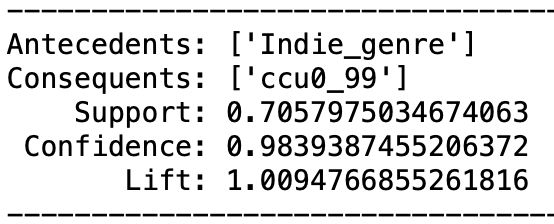 Antecedents: ['Indie_genre']
Consequents: ['ccu0_99']
Support: 0.7057975034674063
Confidence: 0.9839387455206372
Lift: 1.0094766855261816